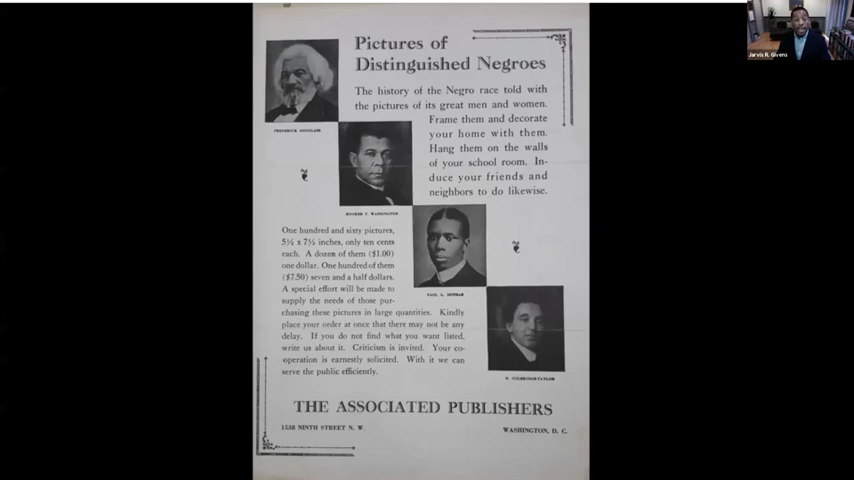 Jarvis R. Givens
Pictures of
Distinguished Negroes
FREDERICK DOUGLASS
The history of the Negro race told with
the pictures of its great men and women.
Frame them and decorate
your home with them.
Hang them on the walls
of your school room. In-
duce your friends and
neighbors to do likewise.
BOOKER T. WASHINGTON
One hundred and sixty pictures,
5½ x 7½ inches, only ten cents
each. A dozen of them ($1.00)
one dollar. One hundred of them
($7.50) seven and a half dollars.
A special effort will be made to
supply the needs of those pur-
chasing these pictures in large quantities. Kindly
place your order at once that there may not be any
delay. If you do not find what you want listed,
write us about it. Criticism is invited. Your co-
operation is earnestly solicited. With it we can
serve the public efficiently.
PAUL L. DUNBAR
S. COLERIDGE-TAYLOR
THE ASSOCIATED PUBLISHERS
1538 NINTH STREET N. W.
WASHINGTON, D. C.